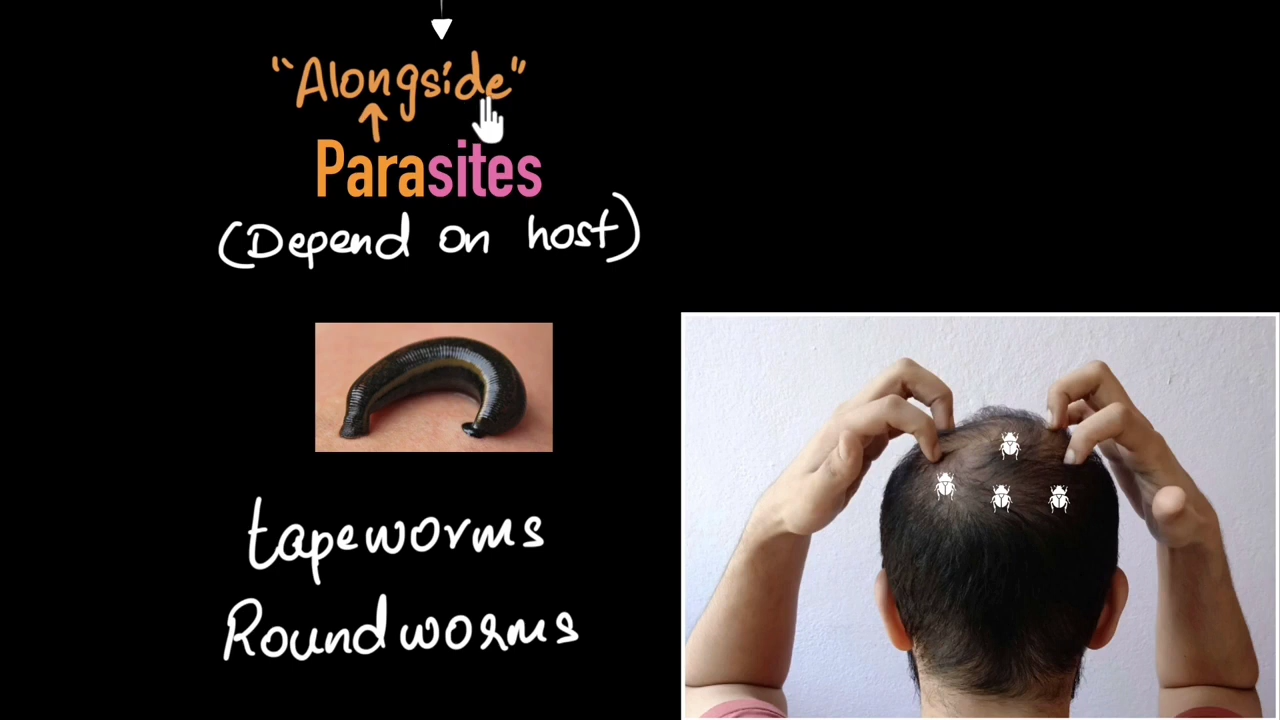 "Alongside"
Parasites
(Depend on host)
tapeworms
Roundworms